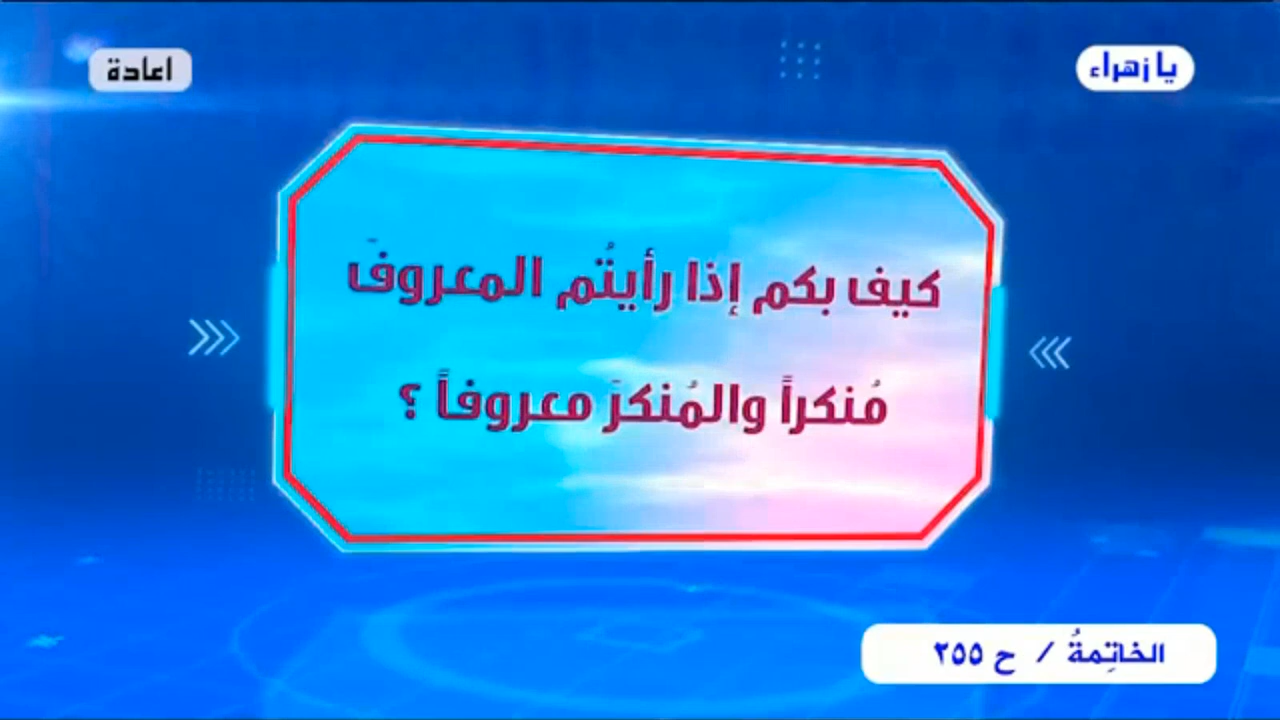 يا زهراء
اعادة
كيف بكم إذا رأيتُم المعروفَ
مُنكراً والمُنكرَ معروفاً ؟
الخاتِمةُ / ح ٢٥٥